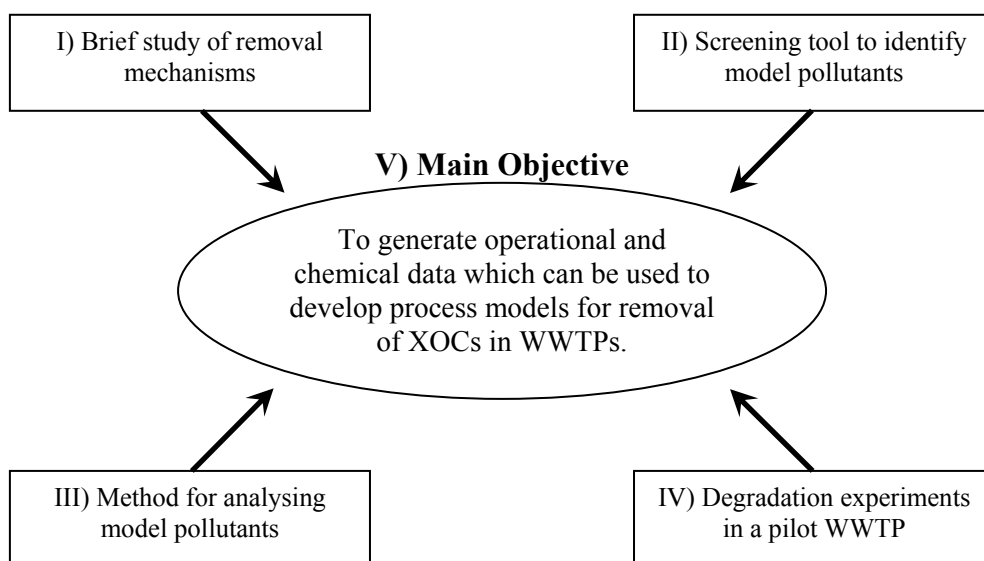 I) Brief study of removal
mechanisms
II) Screening tool to identify
model pollutants
V) Main Objective
To generate operational and
chemical data which can be used to
develop process models for removal
of XOCs in WWTPs.
III) Method for analysing
model pollutants
IV) Degradation experiments
in a pilot WWTP